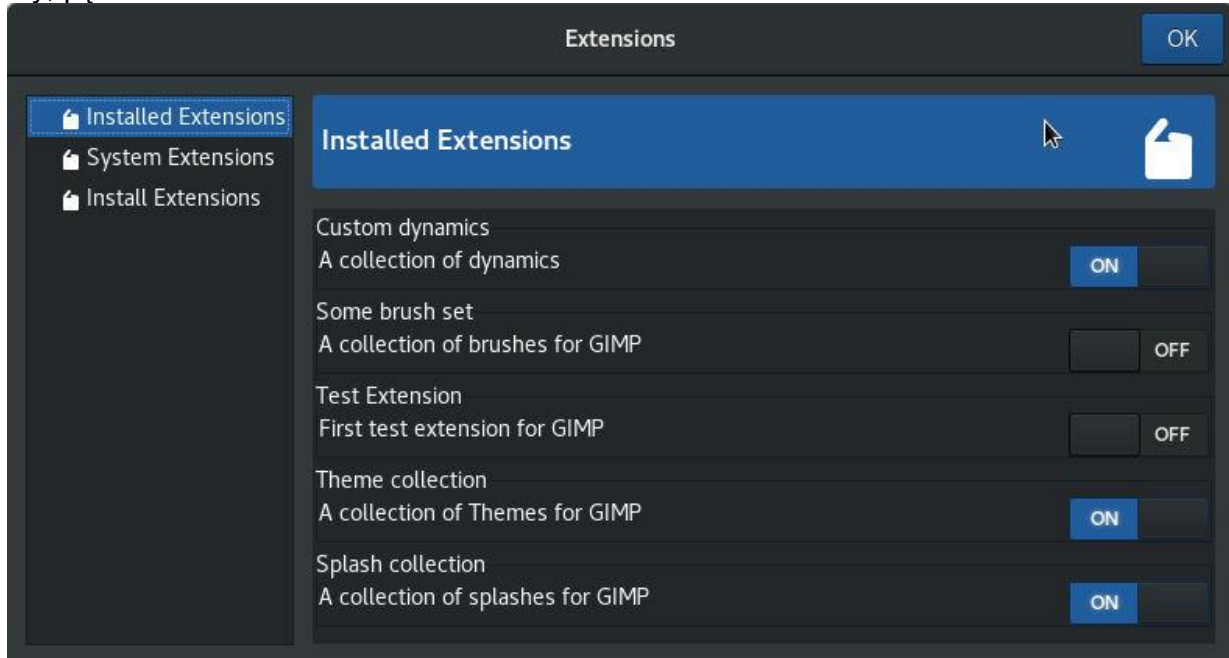 Extensions
OK
Installed Extensions
System Extensions
Install Extensions
Installed Extensions
Custom dynamics
A collection of dynamics
ON
Some brush set
A collection of brushes for GIMP
OFF
Test Extension
First test extension for GIMP
OFF
Theme collection
A collection of Themes for GIMP
ON
Splash collection
A collection of splashes for GIMP
ON